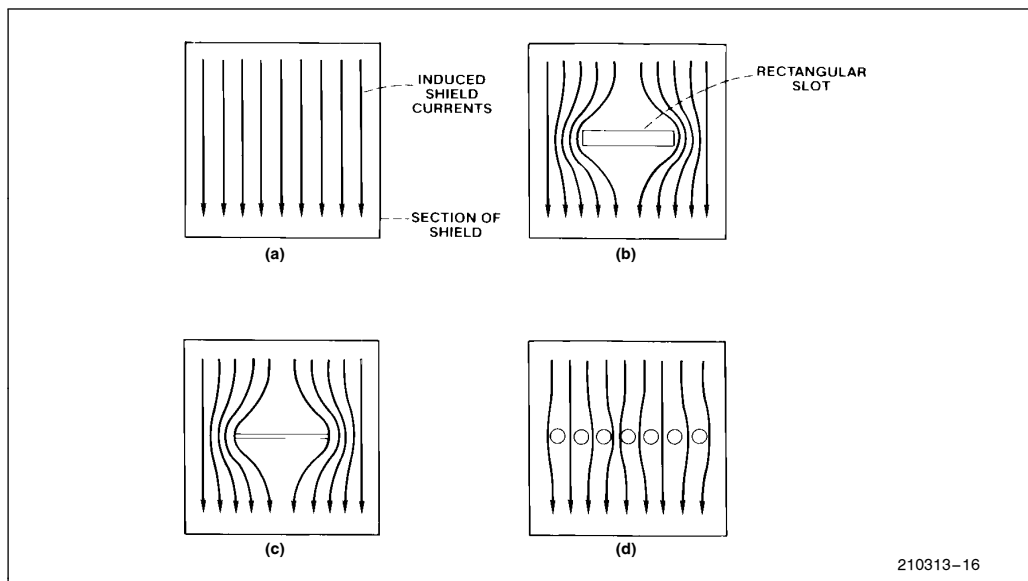 INDUCED
SHIELD
CURRENTS
RECTANGULAR
SLOT
SECTION OF
SHIELD
(a)
(b)
(c)
(d)
210313–16